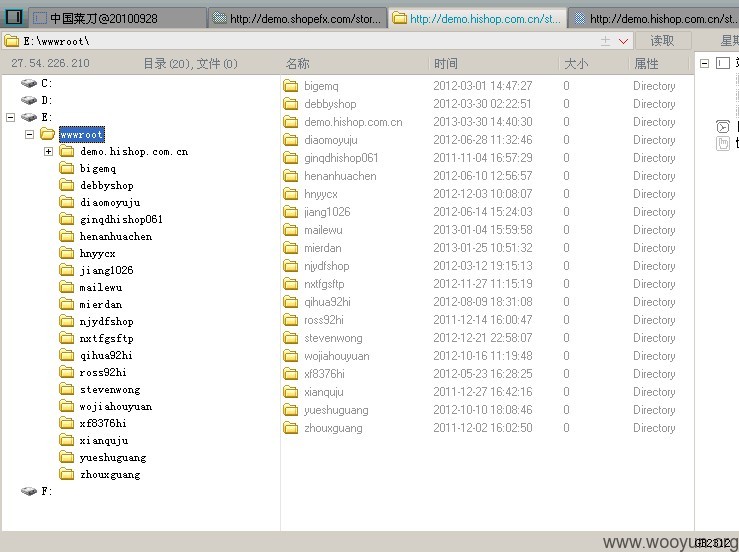 中国菜刀@20100928 http://demo.shopefx.com/stor... http://demo.hishop.com.cn/st... http://demo.hishop.com.cn/st
E:\wwwroot\ 读取 星期
27.54.226.210 目录(20),文件(0) 名称 时间 大小 属性
C:
D:
E:
wwwroot
demo.hishop.com.cn
bigemq
debbyshop
diaomoyuju
ginqdhishop061
henanhuachen
hnyycx
jiang1026
mailewu
mierdan
njydfshop
nxtfgsftp
qihua92hi
ross92hi
stevenwong
wojiahouyuan
xf8376hi
xianquju
yueshuguang
zhouxguang
F:
bigemq 2012-03-01 14:47:27 0 Directory
debbyshop 2012-03-30 02:22:51 0 Directory
demo.hishop.com.cn 2013-03-30 14:40:30 0 Directory
diaomoyuju 2012-06-28 11:32:46 0 Directory
ginqdhishop061 2011-11-04 16:57:29 0 Directory
henanhuachen 2012-06-10 12:56:57 0 Directory
hnyycx 2012-12-03 10:08:07 0 Directory
jiang1026 2012-06-14 15:24:03 0 Directory
mailewu 2013-01-04 15:59:58 0 Directory
mierdan 2013-01-25 10:51:32 0 Directory
njydfshop 2012-03-12 19:15:13 0 Directory
nxtfgsftp 2012-11-27 11:15:19 0 Directory
qihua92hi 2012-08-09 18:31:08 0 Directory
ross92hi 2011-12-14 16:00:47 0 Directory
stevenwong 2012-12-21 22:58:07 0 Directory
wojiahouyuan 2012-10-16 11:19:48 0 Directory
xf8376hi 2012-05-23 16:28:25 0 Directory
xianquju 2011-12-27 16:42:16 0 Directory
yueshuguang 2012-10-10 18:08:46 0 Directory
zhouxguang 2011-12-02 16:02:50 0 Directory
GB2312
www.wooyun.org